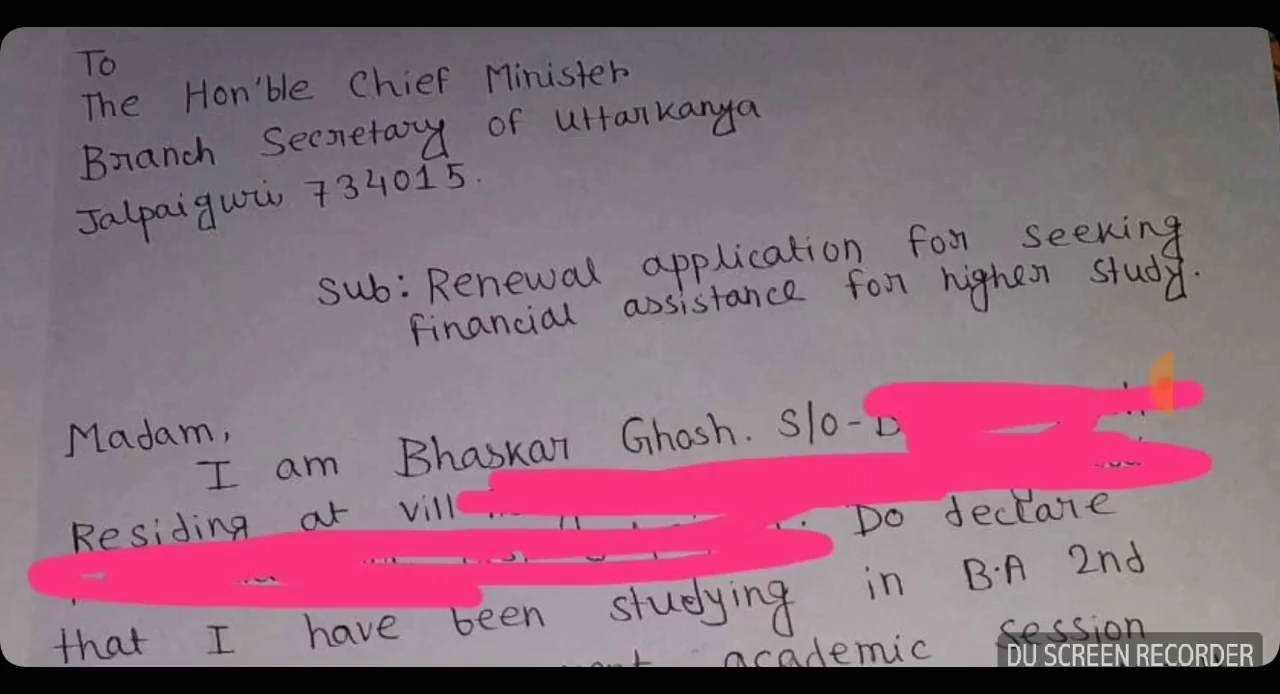 To
The Hon'ble Chief Minister
Branch Secretary of Uttarkanya
Jalpaiguri, 734015.
Sub: Renewal application for seeking
financial assistance for higher study.
Madam,
I am Bhaskar Ghosh. S/o-
Residing at vill
Do declare
that I have been studying in B.A 2nd
academic session
DU SCREEN RECORDER